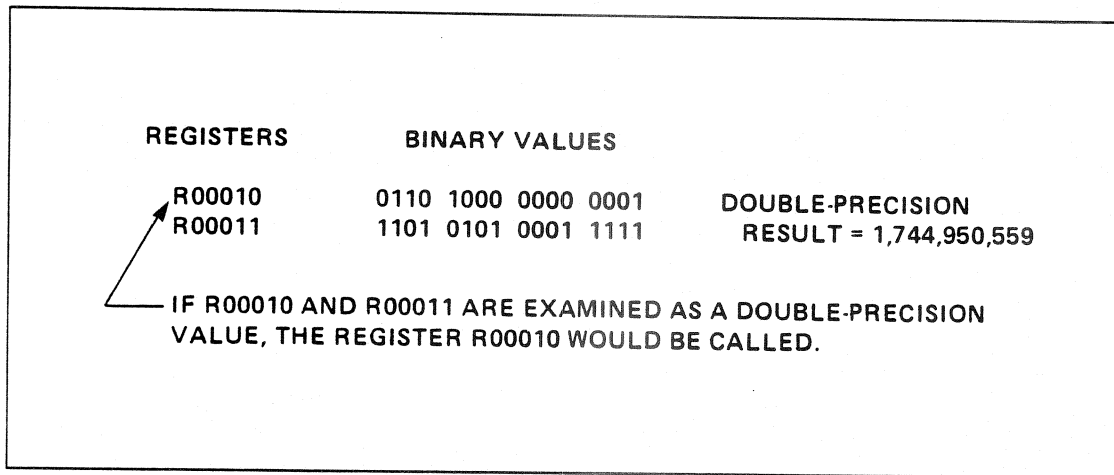 REGISTERS BINARY VALUES
R00010 0110 1000 0000 0001 DOUBLE-PRECISION
R00011 1101 0101 0001 1111 RESULT = 1,744,950,559
IF R00010 AND R00011 ARE EXAMINED AS A DOUBLE-PRECISION
VALUE, THE REGISTER R00010 WOULD BE CALLED.